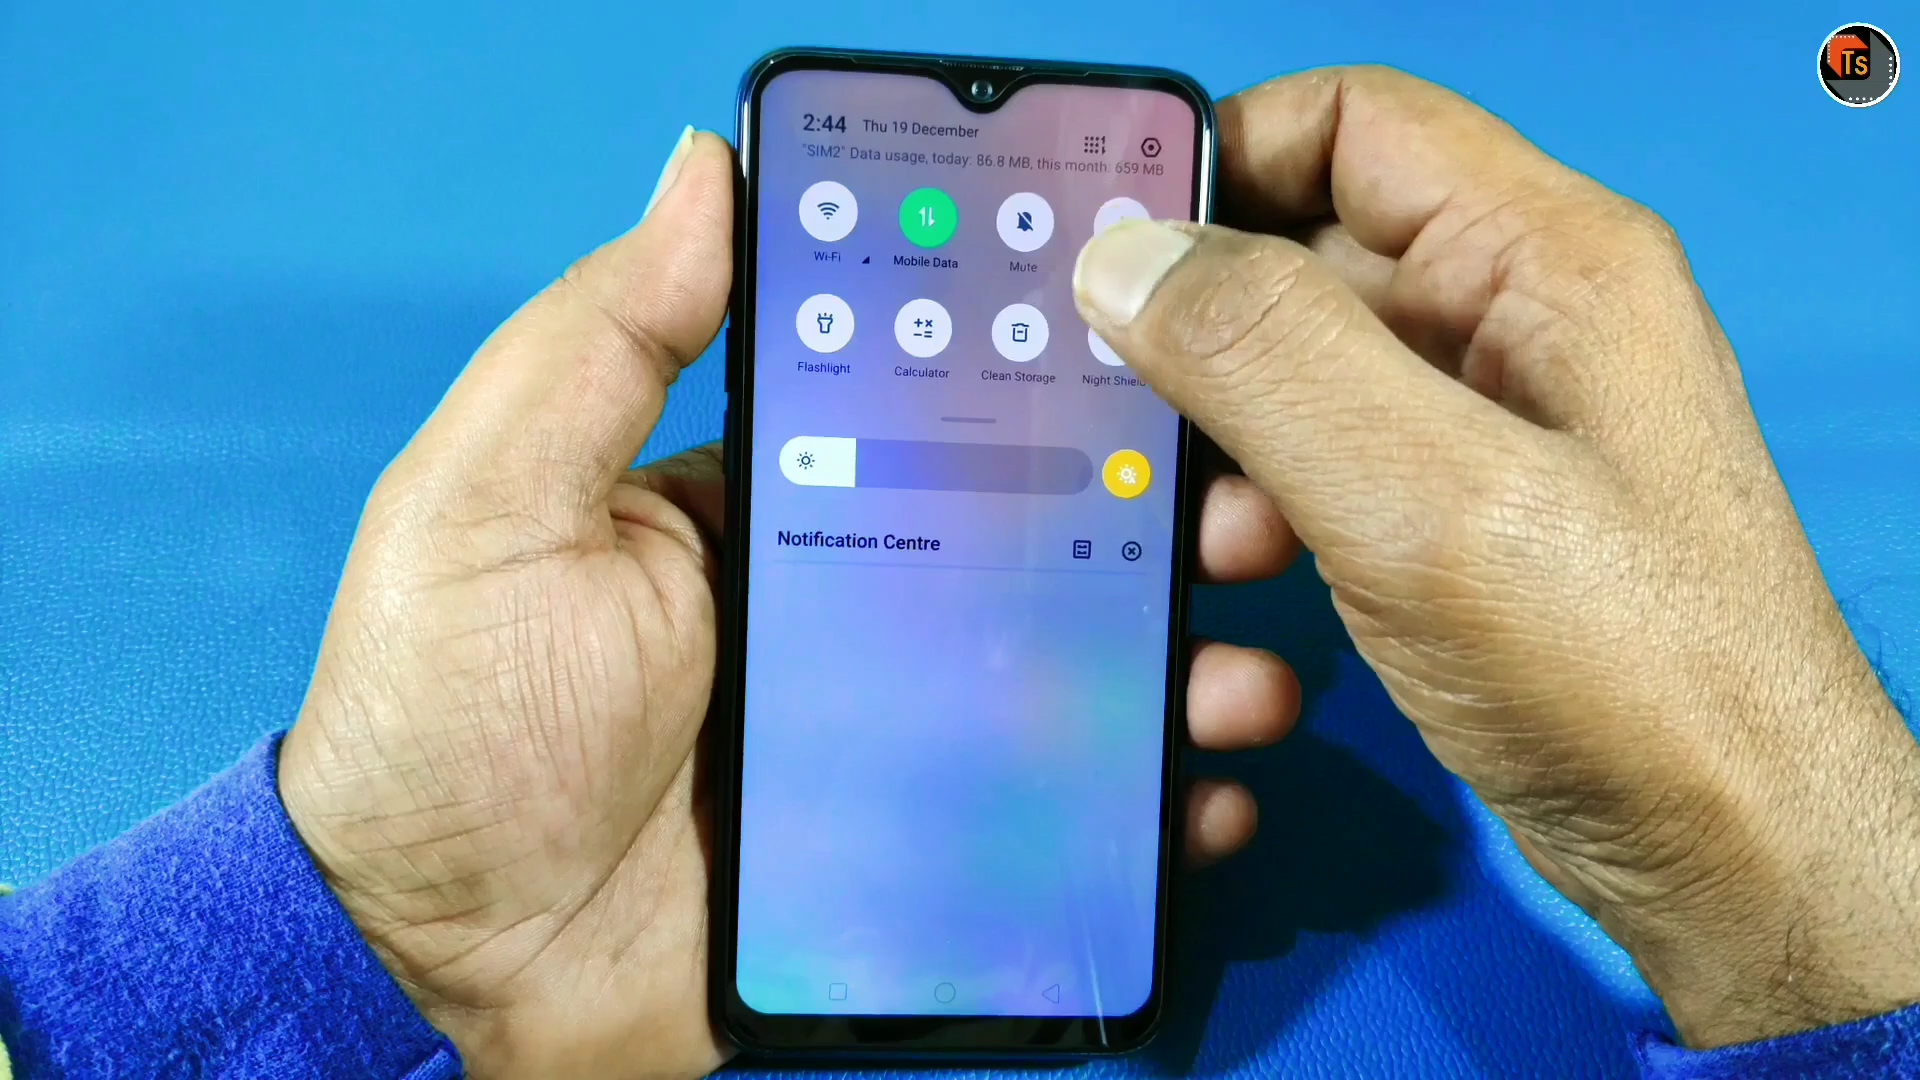 Ts
2:44 Thu 19 December
"SIM2" Data usage, today: 86.8 MB, this month: 659 MB
Wi-Fi Mobile Data Mute
Flashlight Calculator Clean Storage Night Shield
Notification Centre